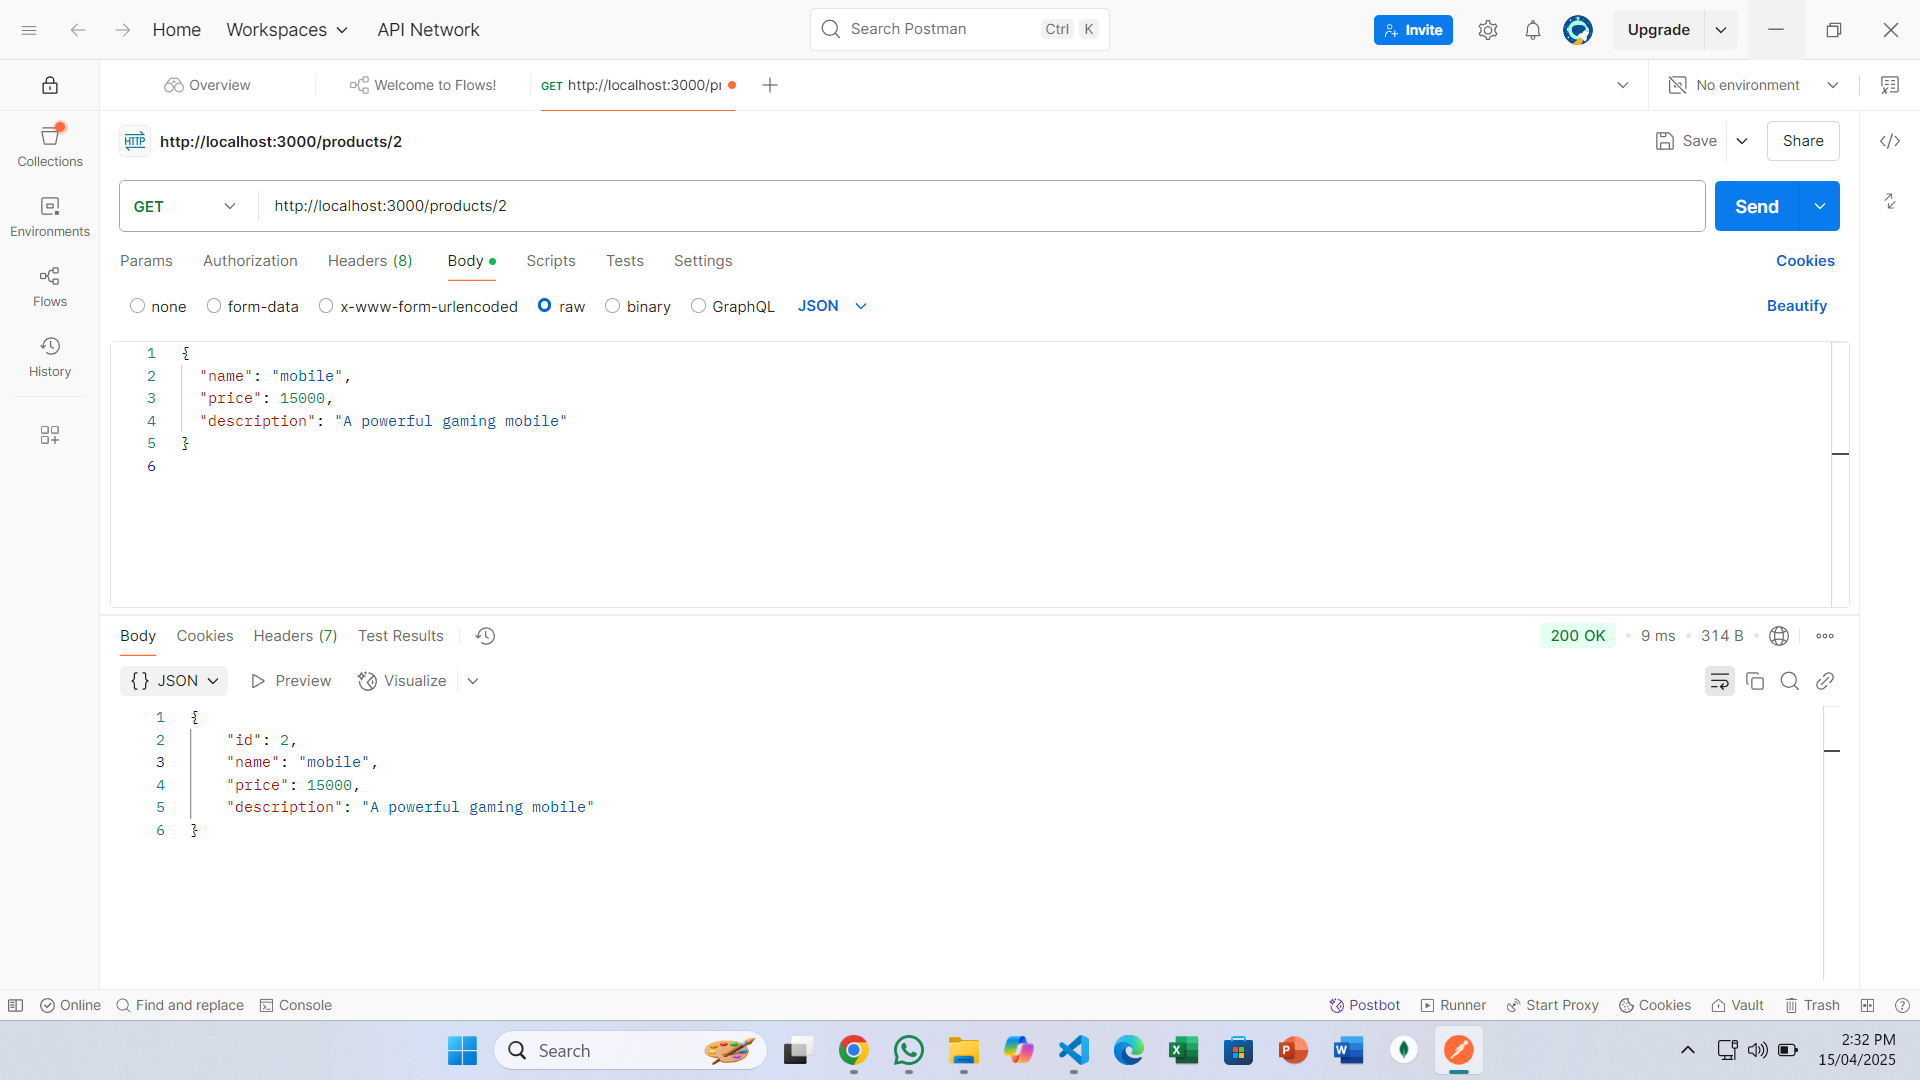 Home Workspaces API Network Search Postman Ctrl K Invite Upgrade
Overview Welcome to Flows! GET http://localhost:3000/pr No environment
HTTP http://localhost:3000/products/2 Save Share
Collections
GET http://localhost:3000/products/2 Send
Environments
Params Authorization Headers (8) Body Scripts Tests Settings Cookies
Flows
none form-data x-www-form-urlencoded raw binary GraphQL JSON Beautify
History
1 {
2 "name": "mobile",
3 "price": 15000,
4 "description": "A powerful gaming mobile"
5 }
6
Body Cookies Headers (7) Test Results 200 OK 9 ms 314 B
{} JSON Preview Visualize
1 {
2 "id": 2,
3 "name": "mobile",
4 "price": 15000,
5 "description": "A powerful gaming mobile"
6 }
Online Find and replace Console Postbot Runner Start Proxy Cookies Vault Trash
Search 2:32 PM
15/04/2025